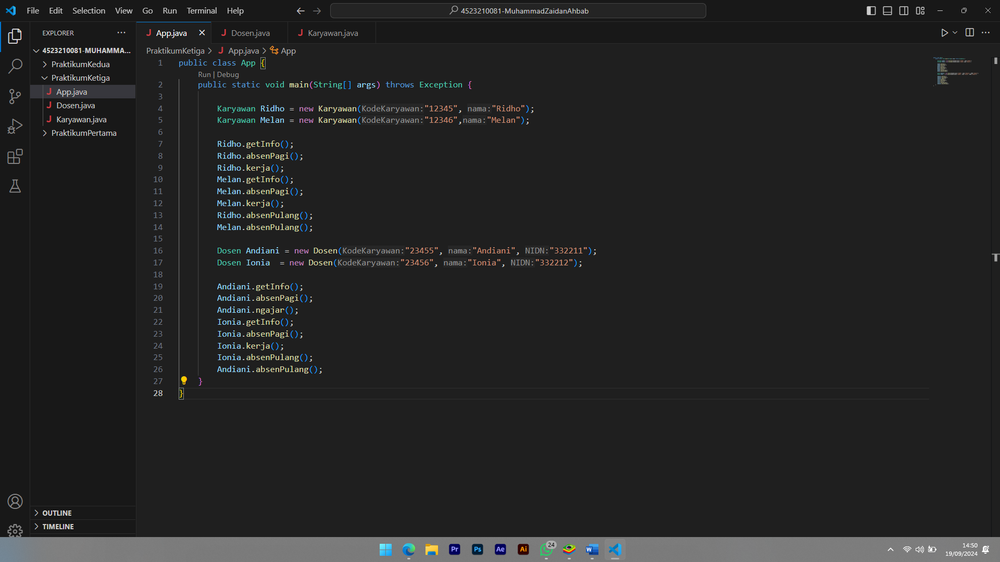 File Edit Selection View Go Run Terminal Help
4523210081-MuhammadZaidanAhbab
EXPLORER
4523210081-MUHAMMA...
PraktikumKedua
PraktikumKetiga
App.java
Dosen.java
Karyawan.java
PraktikumPertama
OUTLINE
TIMELINE
App.java Dosen.java Karyawan.java
PraktikumKetiga > App.java > App
1 public class App {
Run | Debug
2 public static void main(String[] args) throws Exception {
3
4 Karyawan Ridho = new Karyawan(KodeKaryawan:"12345", nama:"Ridho");
5 Karyawan Melan = new Karyawan(KodeKaryawan:"12346",nama:"Melan");
6
7 Ridho.getInfo();
8 Ridho.absenPagi();
9 Ridho.kerja();
10 Melan.getInfo();
11 Melan.absenPagi();
12 Melan.kerja();
13 Ridho.absenPulang();
14 Melan.absenPulang();
15
16 Dosen Andiani = new Dosen(KodeKaryawan:"23455", nama:"Andiani", NIDN:"332211");
17 Dosen Ionia  = new Dosen(KodeKaryawan:"23456", nama:"Ionia", NIDN:"332212");
18
19 Andiani.getInfo();
20 Andiani.absenPagi();
21 Andiani.ngajar();
22 Ionia.getInfo();
23 Ionia.absenPagi();
24 Ionia.kerja();
25 Ionia.absenPulang();
26 Andiani.absenPulang();
27 }
28 }
Pr Ps Ae Ai 24 W
14:50
19/09/2024